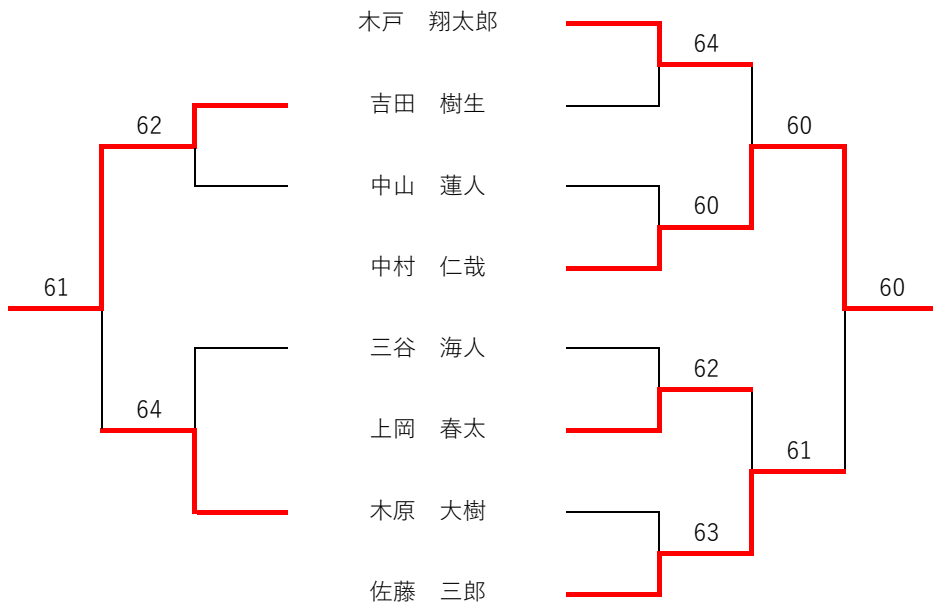 木戸　翔太郎
64
吉田　樹生
62
60
中山　蓮人
60
中村　仁哉
61
60
三谷　海人
62
64
上岡　春太
61
木原　大樹
63
佐藤　三郎